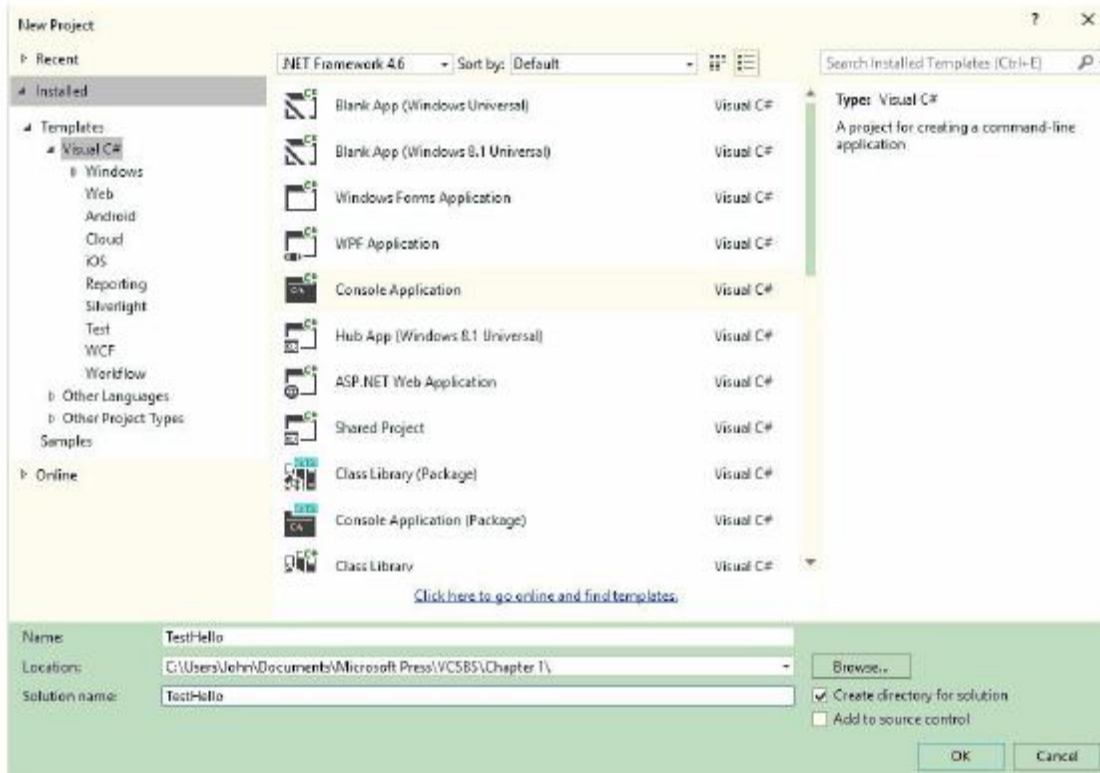 New Project
? ×
Recent
Installed
Templates
Visual C#
Windows
Web
Android
Cloud
iOS
Reporting
Silverlight
Test
WCF
Workflow
Other Languages
Other Project Types
Samples
Online
.NET Framework 4.6
Sort by: Default
Blank App (Windows Universal) Visual C#
Blank App (Windows 8.1 Universal) Visual C#
Windows Forms Application Visual C#
WPF Application Visual C#
Console Application Visual C#
Hub App (Windows 8.1 Universal) Visual C#
ASP.NET Web Application Visual C#
Shared Project Visual C#
Class Library (Package) Visual C#
Console Application (Package) Visual C#
Class Library Visual C#
Click here to go online and find templates.
Search Installed Templates (Ctrl+E)
Type: Visual C#
A project for creating a command-line
application
Name: TestHello
Location: C:\Users\John\Documents\Microsoft Press\VCSBS\Chapter 1\
Browse...
Solution name: TestHello
Create directory for solution
Add to source control
OK Cancel